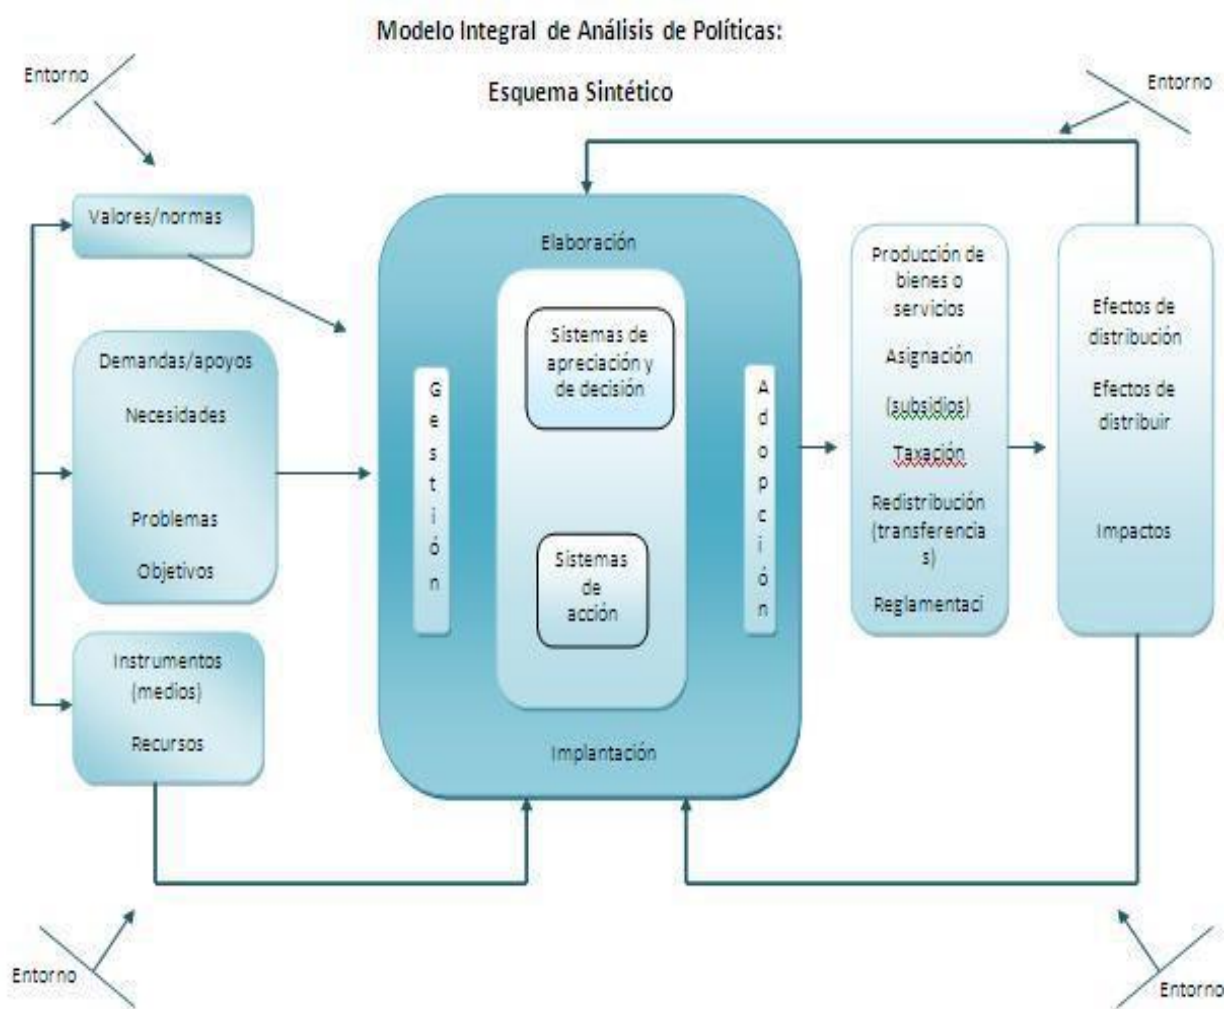 Modelo Integral de Análisis de Políticas:
Esquema Sintético
Entorno
Entorno
Valores/normas
Demandas/apoyos
Necesidades
Problemas
Objetivos
Instrumentos
(medios)
Recursos
Elaboración
Gestión
Sistemas de
apreciación y
de decisión
Sistemas
de
acción
Adopción
Implantación
Producción de
bienes o
servicios
Asignación
(subsidios)
Taxación
Redistribución
(transferencia
s)
Reglamentaci
Efectos de
distribución
Efectos de
distribuir
Impactos
Entorno
Entorno